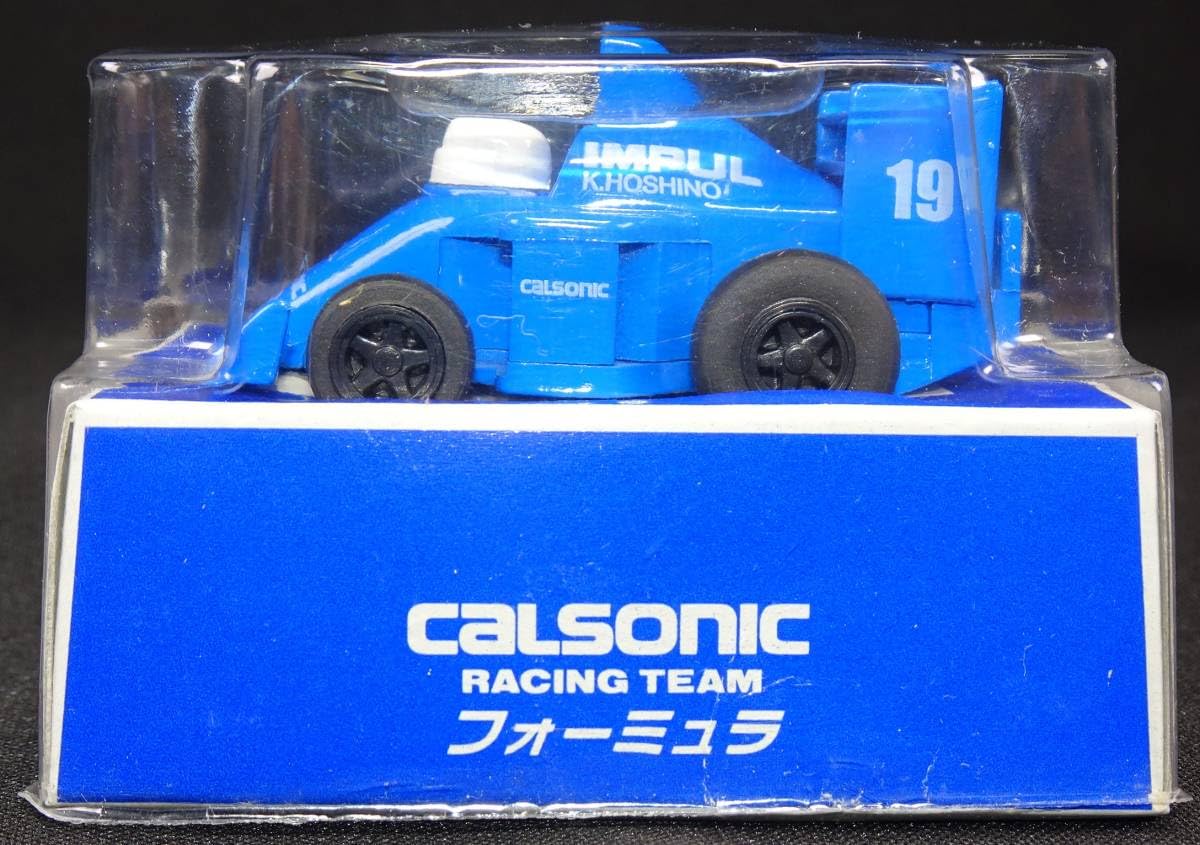 IMPUL
K.HOSHINO
19
CALSONIC
CALSONIC
RACING TEAM
フォーミュラ